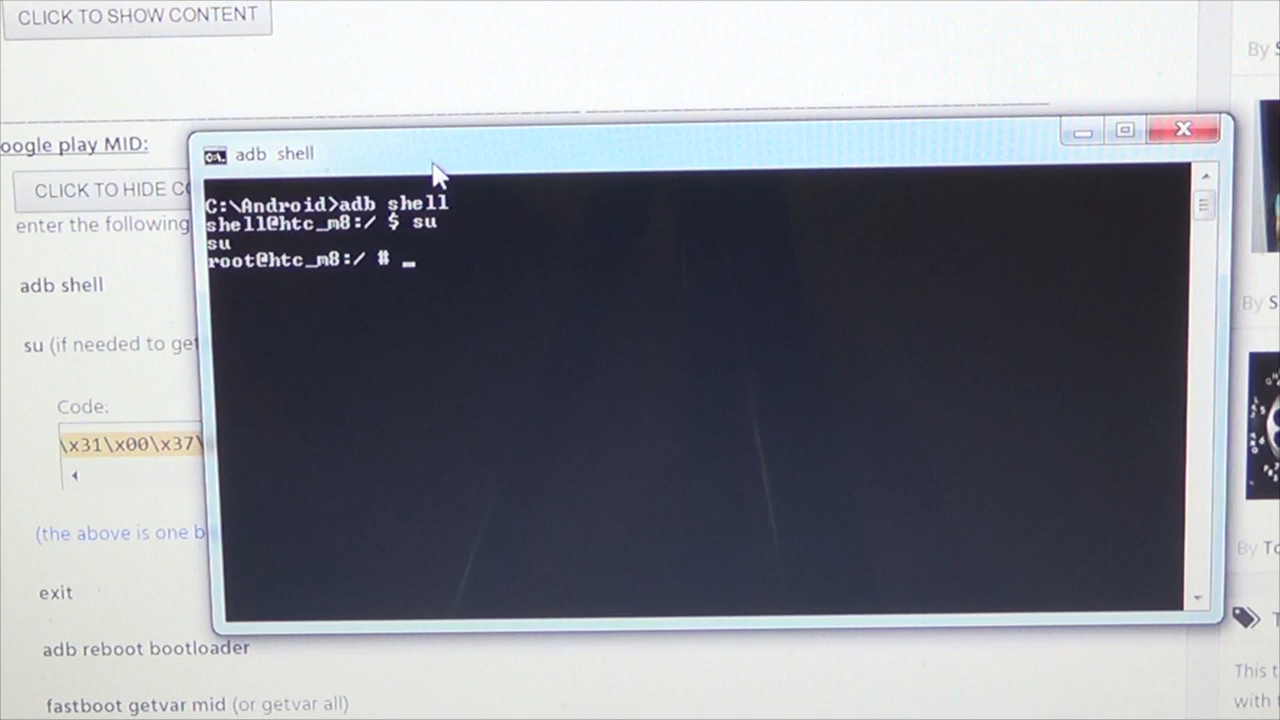 CLICK TO SHOW CONTENT
By
oogle play MID:
adb shell
CLICK TO HIDE
enter the following
C:\Android>adb shell
shell@htc_m8:/ $ su
su
root@htc_m8:/ #
adb shell
By
su (if needed to get
Code:
\x31\x00\x37\
(the above is one
By
exit
adb reboot bootloader
This
fastboot getvar mid (or getvar all)
with